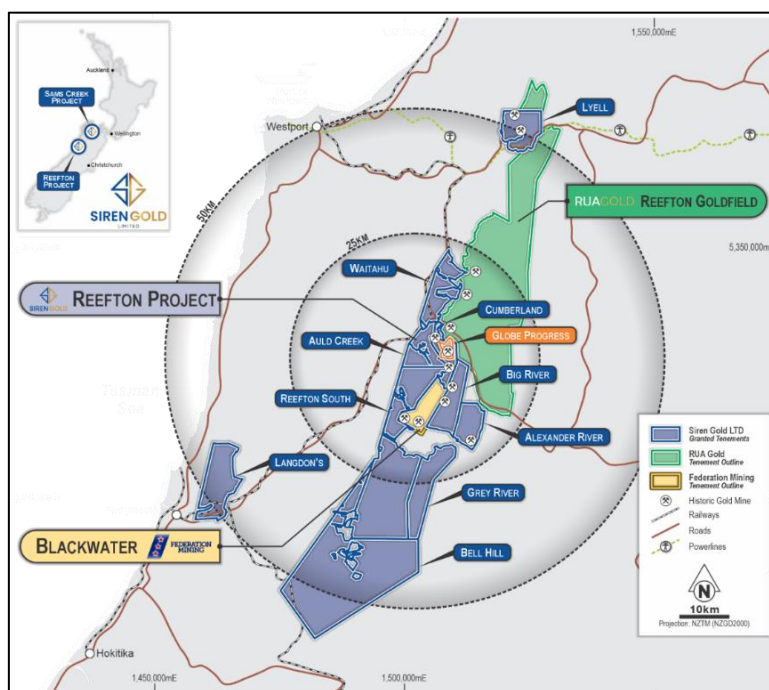 1,550,000mE
Auckland
SAMS CREEK
PROJECT
Wellington
Christchurch
REEFTON
PROJECT
SIREN GOLD
LIMITED
Westport
LYELL
RUAGOLD REEFTON GOLDFIELD
50KM
25KM
5,350,000mN
WAITAHU
REEFTON PROJECT
CUMBERLAND
GLOBE PROGRESS
AULD CREEK
BIG RIVER
Tasman
Sea
REEFTON SOUTH
ALEXANDER RIVER
LANGDON'S
GREY RIVER
BLACKWATER FEDERATION
MINING
BELL HILL
Siren Gold LTD
Granted Tenements
RUA Gold
Tenement Outline
Federation Mining
Tenement Outline
Historic Gold Mine
Railways
Roads
Powerlines
N
10km
Projection: NZTM (NZGD2000)
Hokitika
1,450,000mE
1,500,000mE